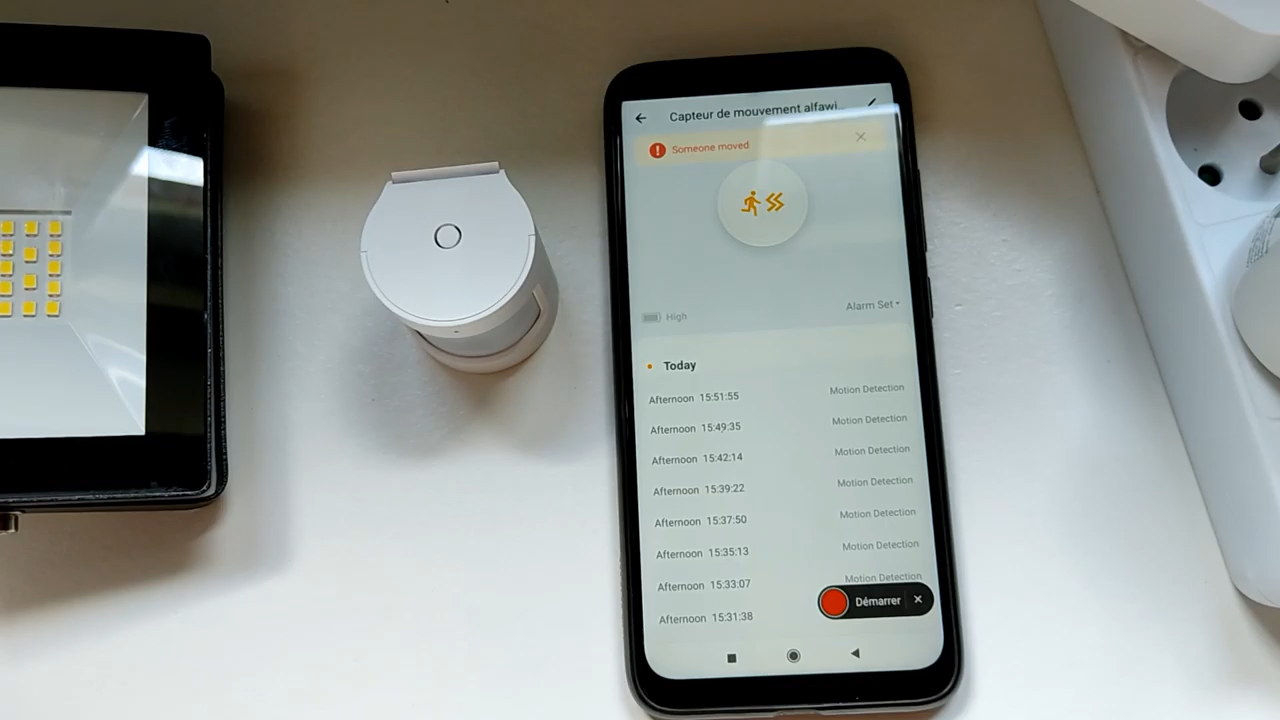 Capteur de mouvement alfawi...
Someone moved
High
Alarm Set
Today
Afternoon 15:51:55 Motion Detection
Afternoon 15:49:35 Motion Detection
Afternoon 15:42:14 Motion Detection
Afternoon 15:39:22 Motion Detection
Afternoon 15:37:50 Motion Detection
Afternoon 15:35:13 Motion Detection
Afternoon 15:33:07 Motion Detection
Afternoon 15:31:38
Démarrer